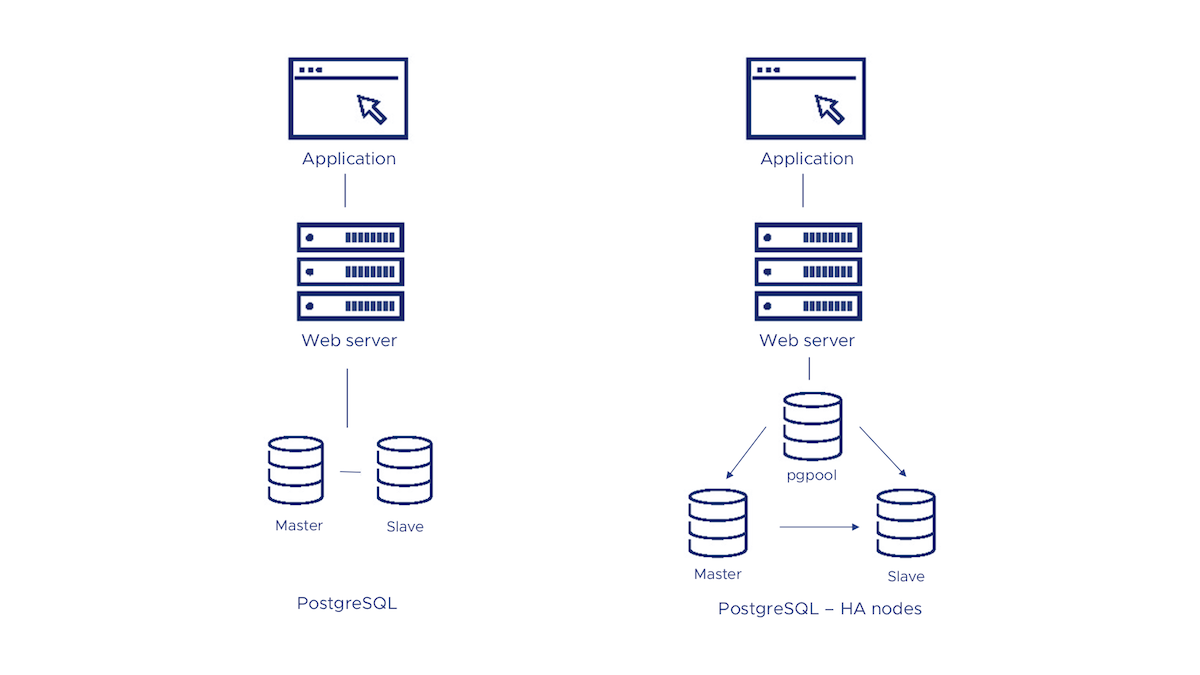 Application
Web server
Master
Slave
PostgreSQL
Application
Web server
pgpool
Master
Slave
PostgreSQL – HA nodes